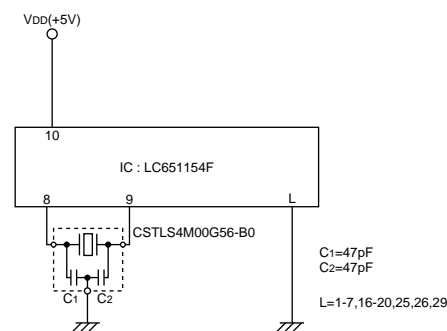 VDD(+5V)
10
IC : LC651154F
8 9 L
CSTLS4M00G56-B0
C1 C2
C1=47pF
C2=47pF
L=1-7,16-20,25,26,29